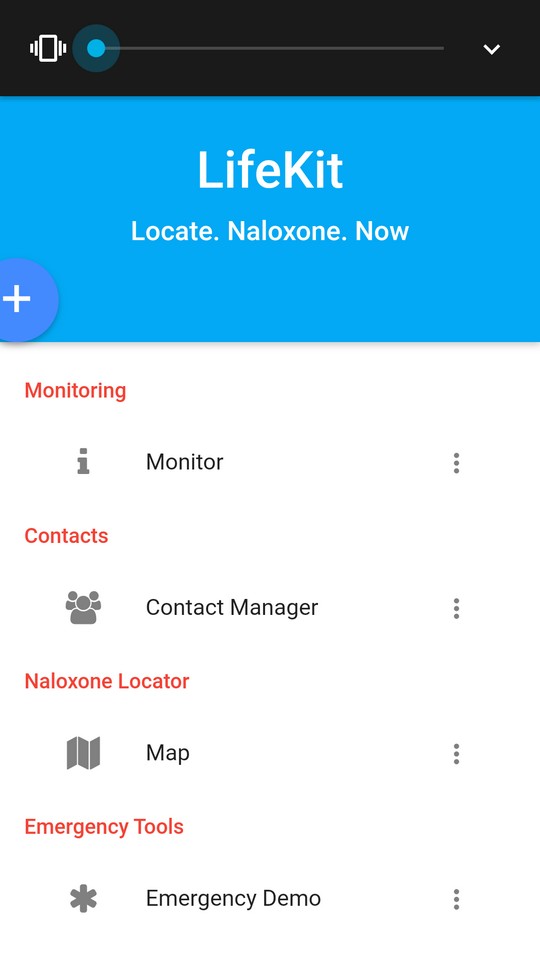 LifeKit
Locate. Naloxone. Now
Monitoring
Monitor
Contacts
Contact Manager
Naloxone Locator
Map
Emergency Tools
Emergency Demo